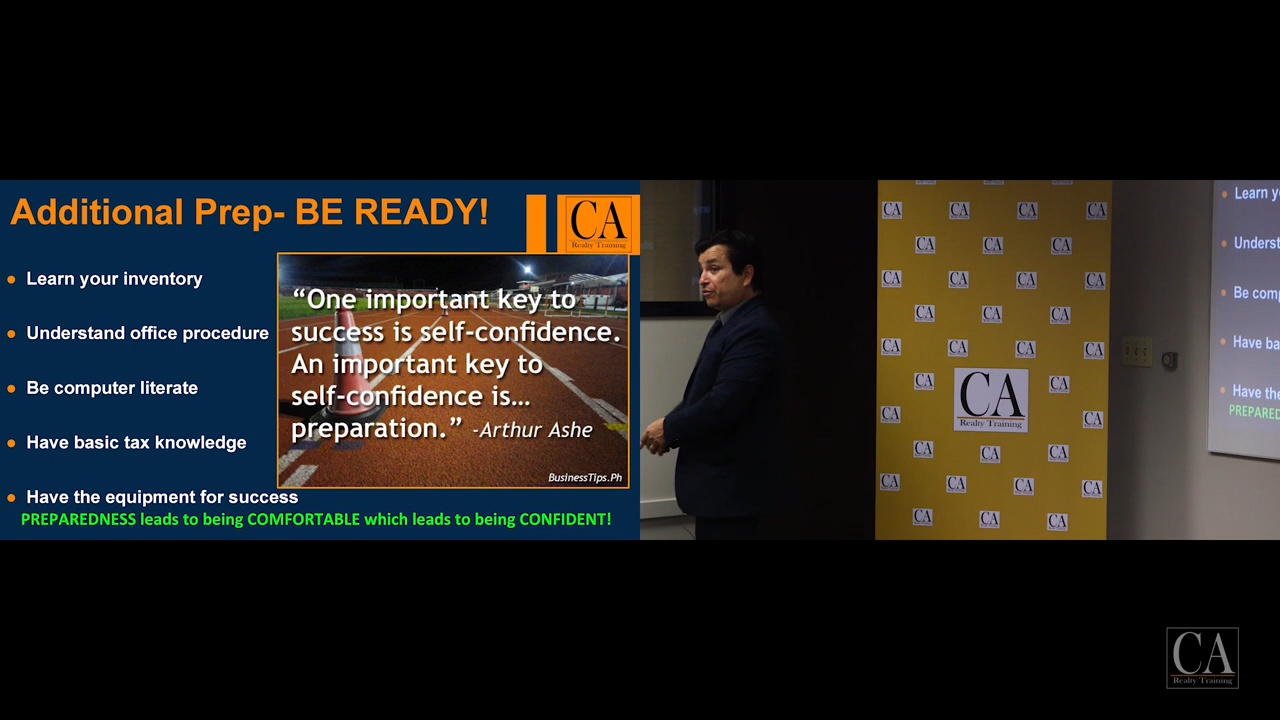 Additional Prep- BE READY!
CA
Realty Training
Learn your inventory
Understand office procedure
Be computer literate
Have basic tax knowledge
Have the equipment for success
“One important key to
success is self-confidence.
An important key to
self-confidence is...
preparation.” -Arthur Ashe
BusinessTips.Ph
PREPAREDNESS leads to being COMFORTABLE which leads to being CONFIDENT!
CA
Realty Training
Learn y
Underst
Be comp
Have ba
Have the
PREPARED
CA
Realty Training